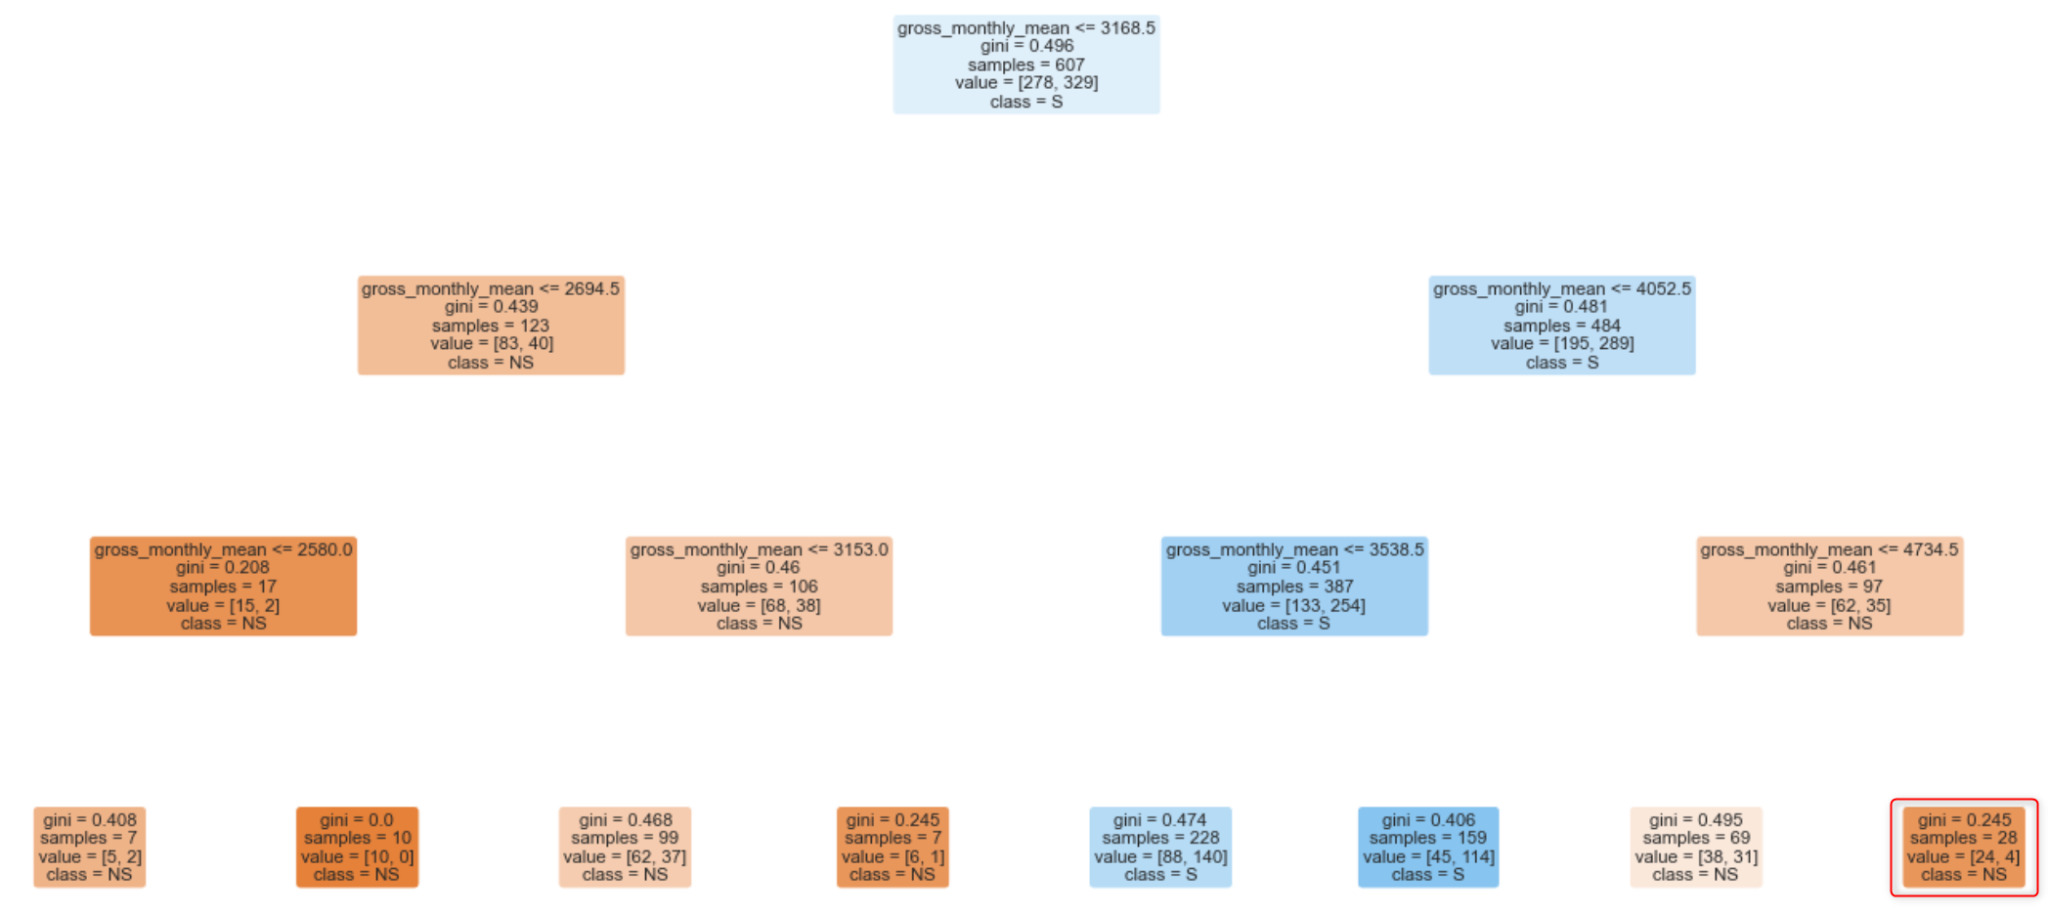 gross_monthly_mean <= 3168.5
gini = 0.496
samples = 607
value = [278, 329]
class = S
gross_monthly_mean <= 2694.5
gini = 0.439
samples = 123
value = [83, 40]
class = NS
gross_monthly_mean <= 4052.5
gini = 0.481
samples = 484
value = [195, 289]
class = S
gross_monthly_mean <= 2580.0
gini = 0.208
samples = 17
value = [15, 2]
class = NS
gross_monthly_mean <= 3153.0
gini = 0.46
samples = 106
value = [68, 38]
class = NS
gross_monthly_mean <= 3538.5
gini = 0.451
samples = 387
value = [133, 254]
class = S
gross_monthly_mean <= 4734.5
gini = 0.461
samples = 97
value = [62, 35]
class = NS
gini = 0.408
samples = 7
value = [5, 2]
class = NS
gini = 0.0
samples = 10
value = [10, 0]
class = NS
gini = 0.468
samples = 99
value = [62, 37]
class = NS
gini = 0.245
samples = 7
value = [6, 1]
class = NS
gini = 0.474
samples = 228
value = [88, 140]
class = S
gini = 0.406
samples = 159
value = [45, 114]
class = S
gini = 0.495
samples = 69
value = [38, 31]
class = NS
gini = 0.245
samples = 28
value = [24, 4]
class = NS